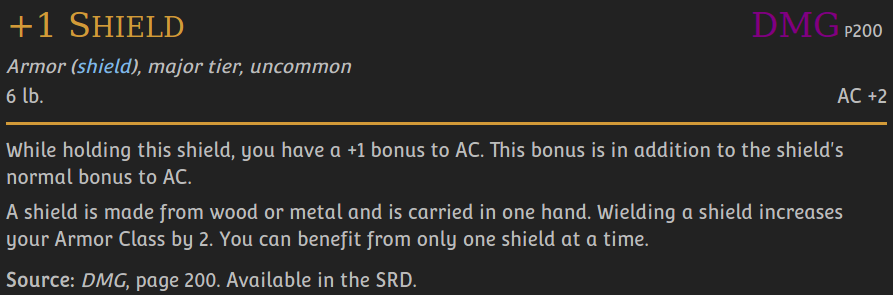 +1 Shield DMG P200
Armor (shield), major tier, uncommon
6 lb. AC +2
While holding this shield, you have a +1 bonus to AC. This bonus is in addition to the shield's
normal bonus to AC.
A shield is made from wood or metal and is carried in one hand. Wielding a shield increases
your Armor Class by 2. You can benefit from only one shield at a time.
Source: DMG, page 200. Available in the SRD.